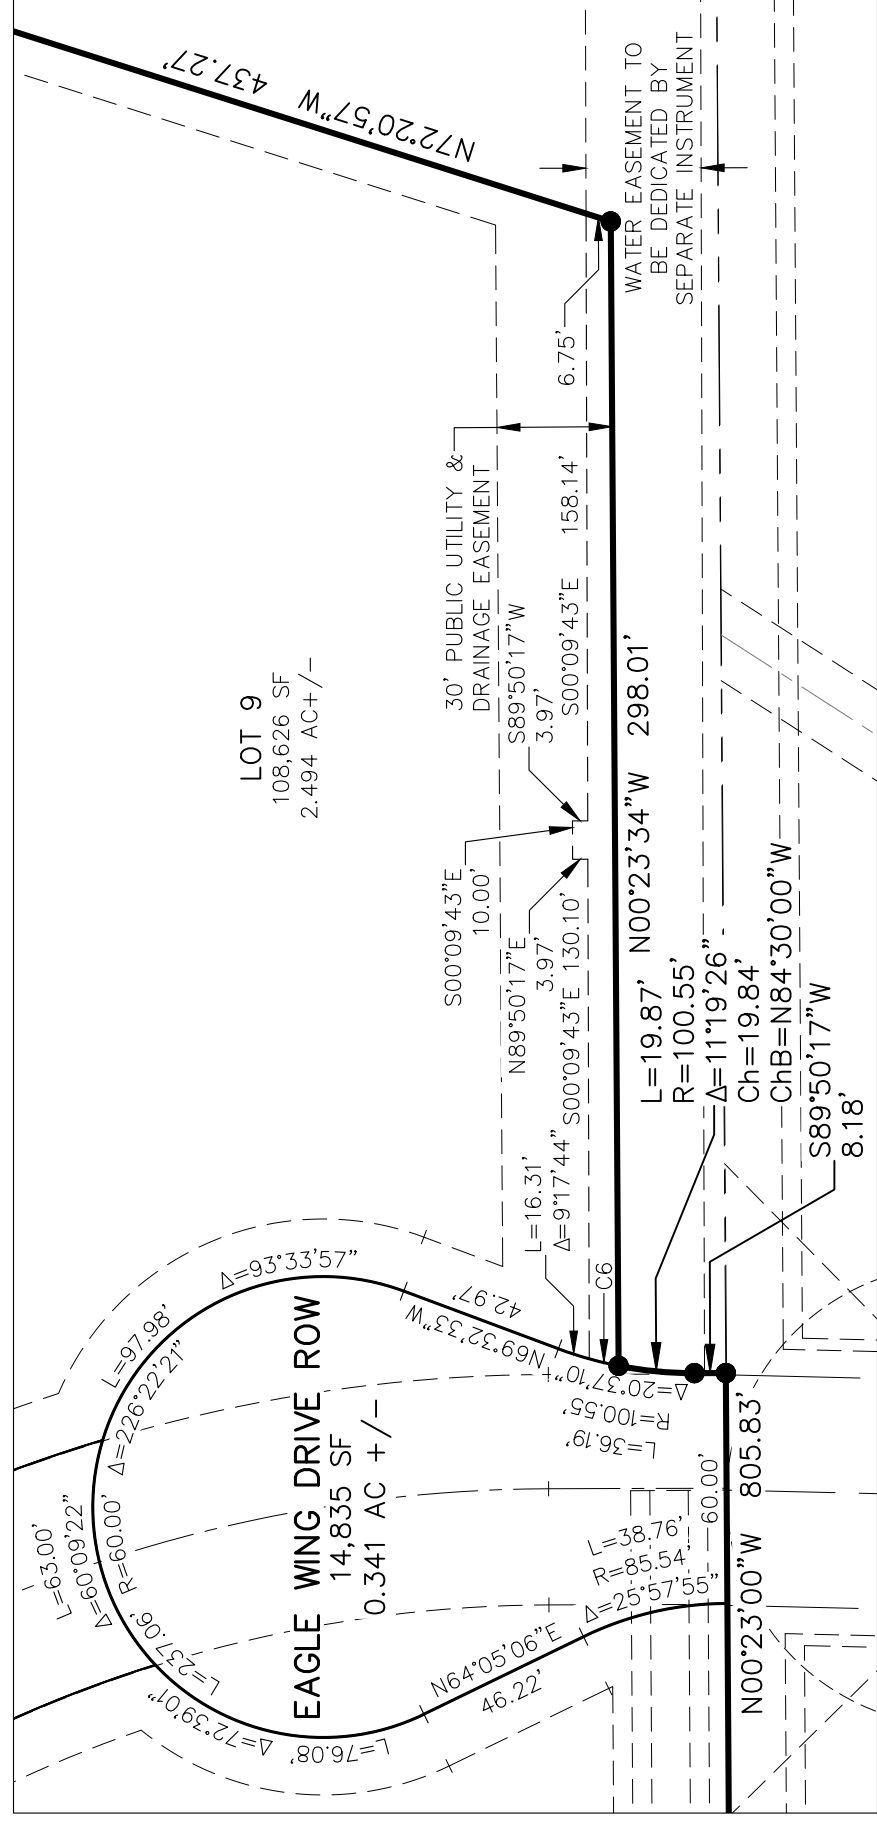 N72°20'57"W 437.27'
WATER EASEMENT TO
BE DEDICATED BY
SEPARATE INSTRUMENT
6.75'
30' PUBLIC UTILITY &
DRAINAGE EASEMENT
S89°50'17"W
3.97'
S00°09'43"E 158.14'
LOT 9
108,626 SF
2.494 AC+/-
N00°23'34"W 298.01'
S00°09'43"E
10.00'
N89°50'17"E
3.97'
S00°09'43"E 130.10'
L=19.87'
R=100.55'
Δ=11°19'26"
Ch=19.84'
ChB=N84°30'00"W
S89°50'17"W
8.18'
L=16.31'
Δ=9°17'44"
C6
Δ=93°33'57"
L=97.98'
Δ=226°22'21"
N69°32'33"W
42.97'
Δ=20°37'10"
R=100.55'
L=36.19'
EAGLE WING DRIVE ROW
14,835 SF
0.341 AC +/-
L=63.00'
Δ=60°09'22"
R=60.00'
L=237.06'
Δ=72°39'01"
L=76.08'
N64°05'06"E
46.22'
L=38.76'
R=85.54'
Δ=25°57'55"
60.00'
N00°23'00"W 805.83'